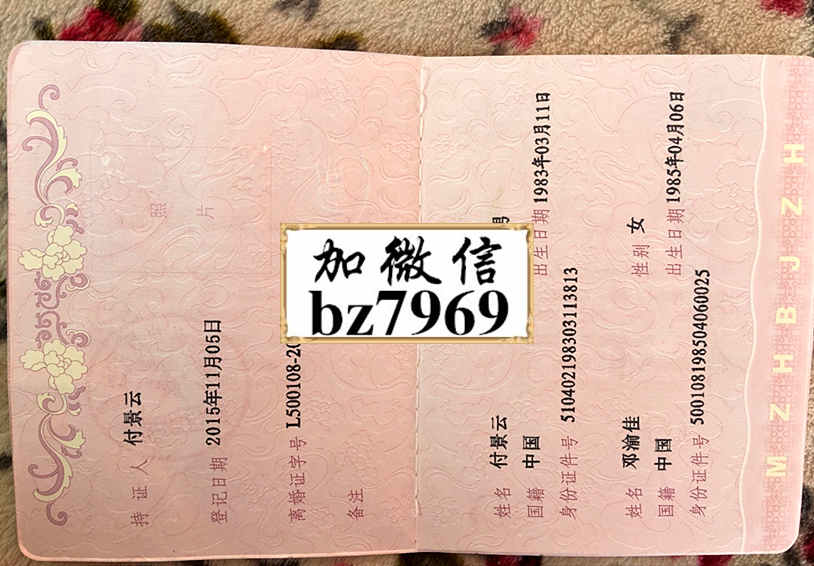 照片
持证人 付景云
登记日期 2015年11月05日
离婚证字号 L500108-20
备注
加微信
bz7969
姓名 付景云
国籍 中国 出生日期 1983年03月11日
身份证件号 510402198303113813
姓名 邓渝佳 性别 女
国籍 中国 出生日期 1985年04月06日
身份证件号 500108198504060025
MZHBJZH